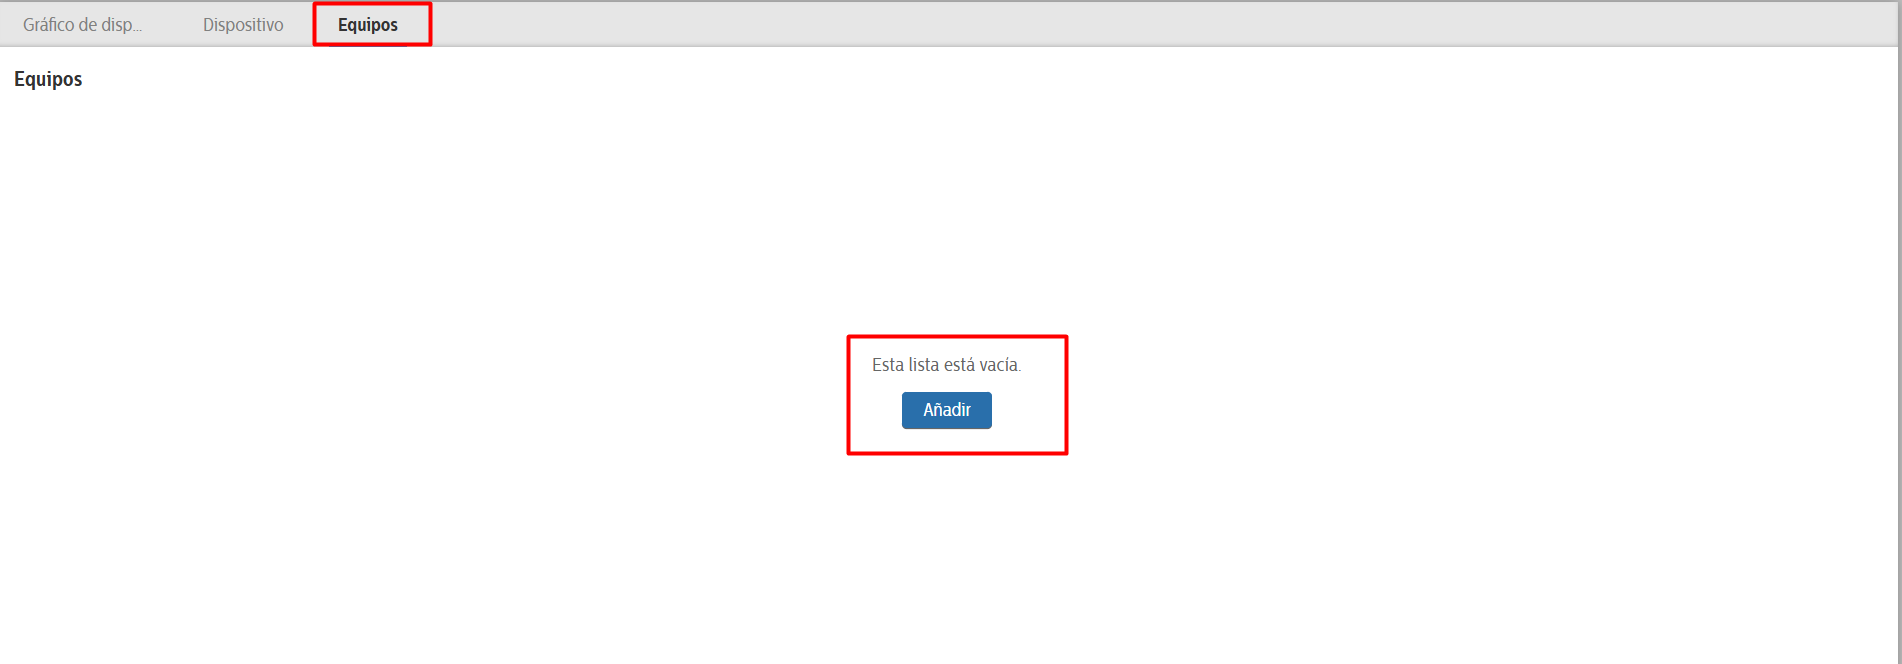 Gráfico de disp...
Dispositivo
Equipos
Equipos
Esta lista está vacía.
Añadir